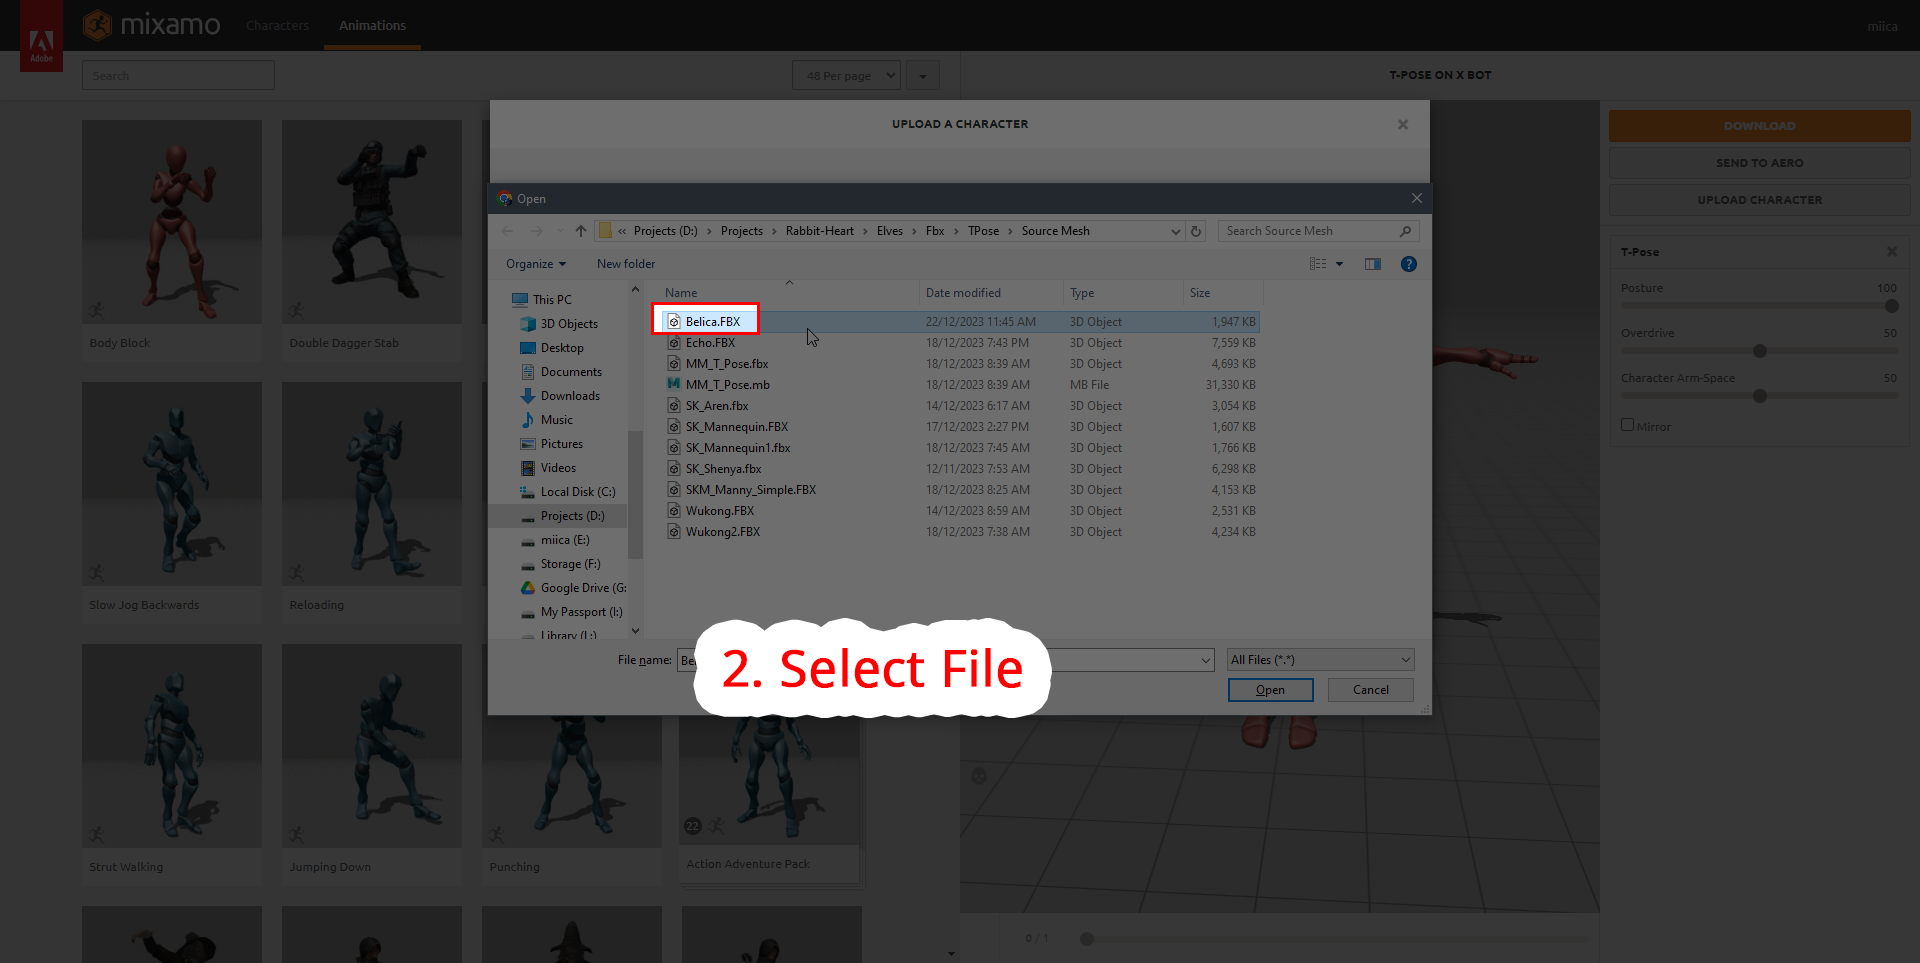 Adobe
mixamo
Characters
Animations
miica
Search
48 Per page
T-POSE ON X BOT
UPLOAD A CHARACTER
DOWNLOAD
SEND TO AERO
UPLOAD CHARACTER
T-Pose
Posture 100
Overdrive 50
Character Arm-Space 50
Mirror
Body Block
Double Dagger Stab
Slow Jog Backwards
Reloading
Strut Walking
Jumping Down
Punching
22
Action Adventure Pack
0 / 1
Open
« Projects (D:) › Projects › Rabbit-Heart › Elves › Fbx › TPose › Source Mesh
Search Source Mesh
Organize
New folder
This PC
3D Objects
Desktop
Documents
Downloads
Music
Pictures
Videos
Local Disk (C:)
Projects (D:)
miica (E:)
Storage (F:)
Google Drive (G:
My Passport (I:)
Library (L:)
Name Date modified Type Size
Belica.FBX 22/12/2023 11:45 AM 3D Object 1,947 KB
Echo.FBX 18/12/2023 7:43 PM 3D Object 7,559 KB
MM_T_Pose.fbx 18/12/2023 8:39 AM 3D Object 4,693 KB
MM_T_Pose.mb 18/12/2023 8:39 AM MB File 31,330 KB
SK_Aren.fbx 14/12/2023 6:17 AM 3D Object 3,054 KB
SK_Mannequin.FBX 17/12/2023 2:27 PM 3D Object 1,607 KB
SK_Mannequin1.fbx 18/12/2023 7:45 AM 3D Object 1,766 KB
SK_Shenya.fbx 12/11/2023 7:53 AM 3D Object 6,298 KB
SKM_Manny_Simple.FBX 18/12/2023 8:25 AM 3D Object 4,153 KB
Wukong.FBX 14/12/2023 8:59 AM 3D Object 2,531 KB
Wukong2.FBX 18/12/2023 7:38 AM 3D Object 4,234 KB
File name:
All Files (*.*)
Open
Cancel
2. Select File